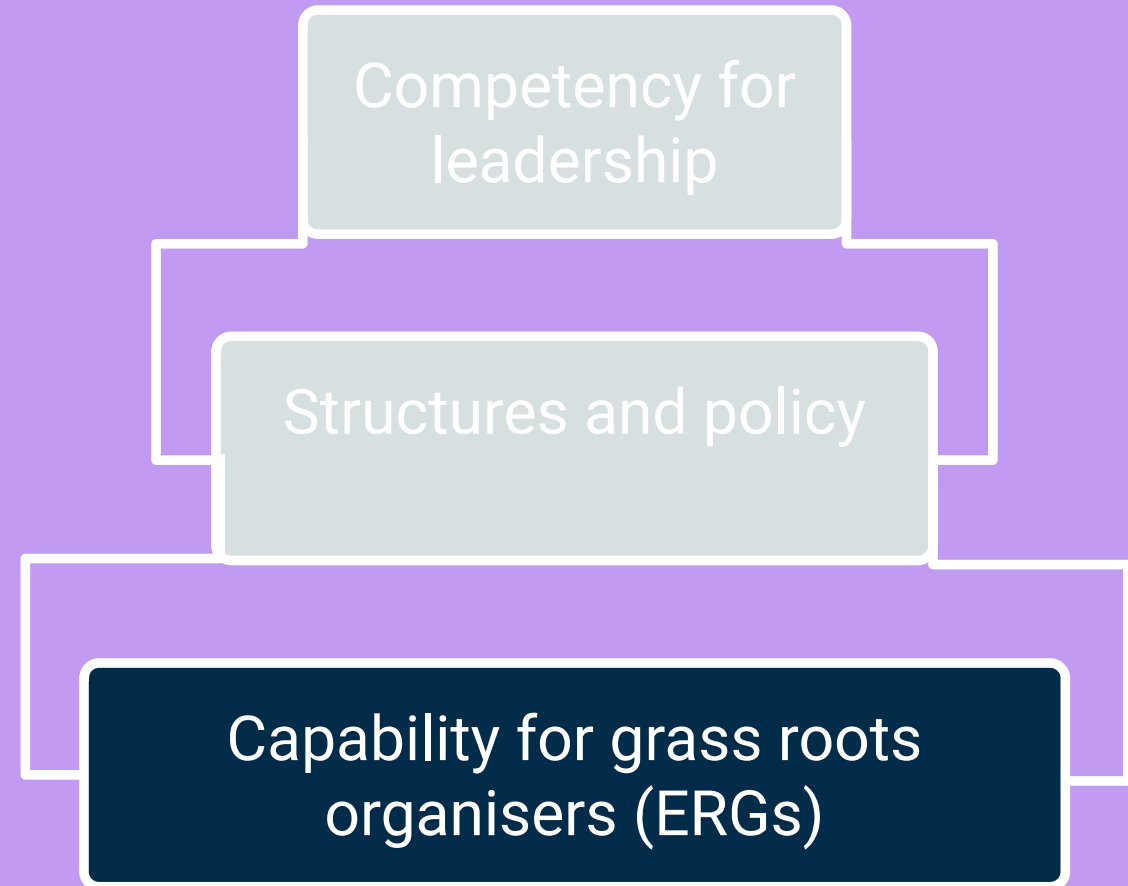 Competency for
leadership
Structures and policy
Capability for grass roots
organisers (ERGs)